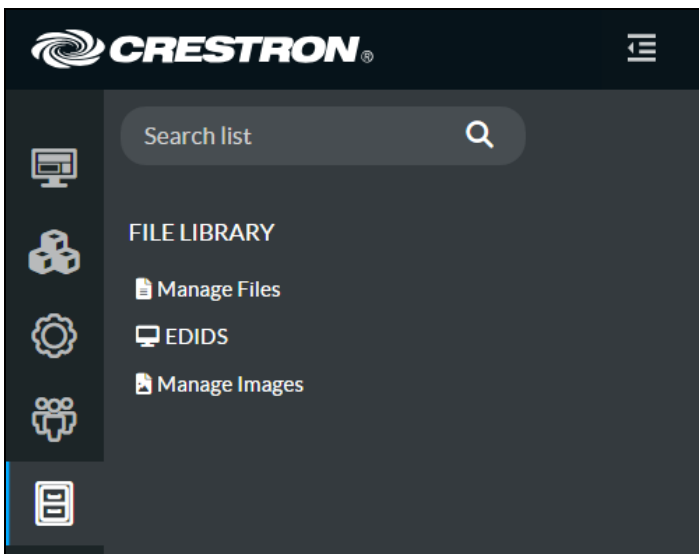 CRESTRON®
Search list
FILE LIBRARY
Manage Files
EDIDS
Manage Images